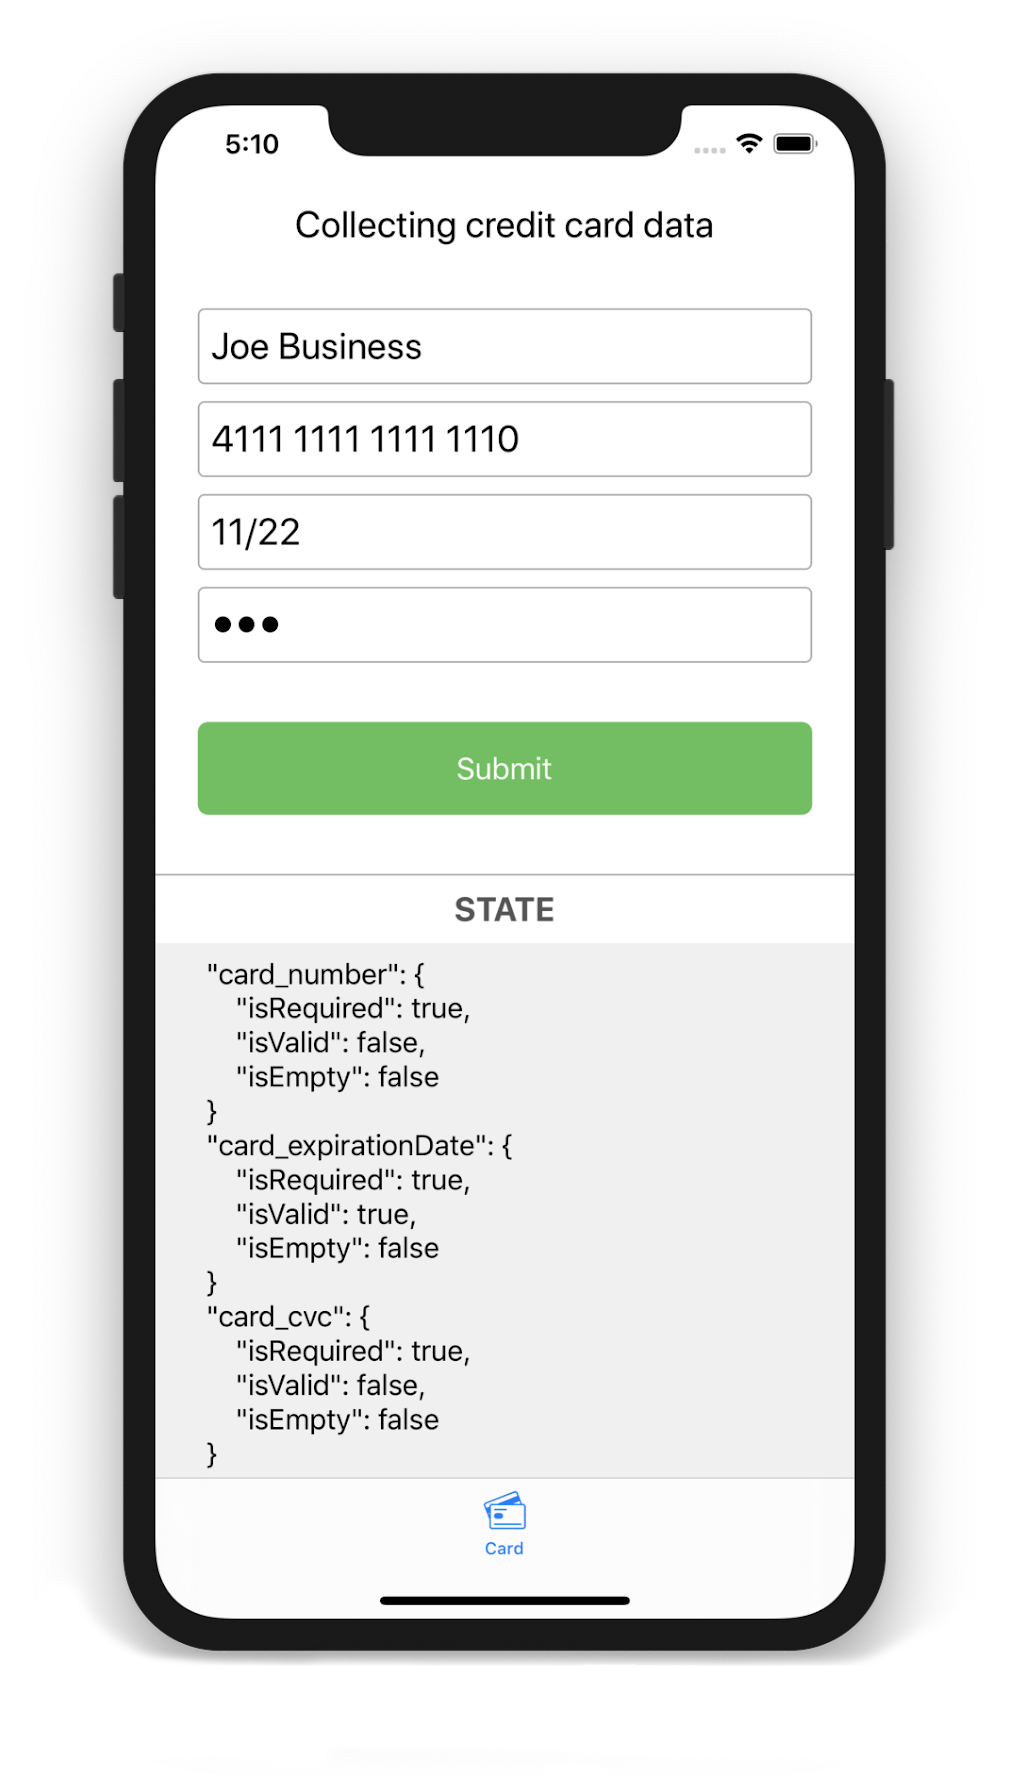 5:10
Collecting credit card data
Joe Business
4111 1111 1111 1110
11/22
•••
Submit
STATE
"card_number": {
"isRequired": true,
"isValid": false,
"isEmpty": false
}
"card_expirationDate": {
"isRequired": true,
"isValid": true,
"isEmpty": false
}
"card_cvc": {
"isRequired": true,
"isValid": false,
"isEmpty": false
}
Card